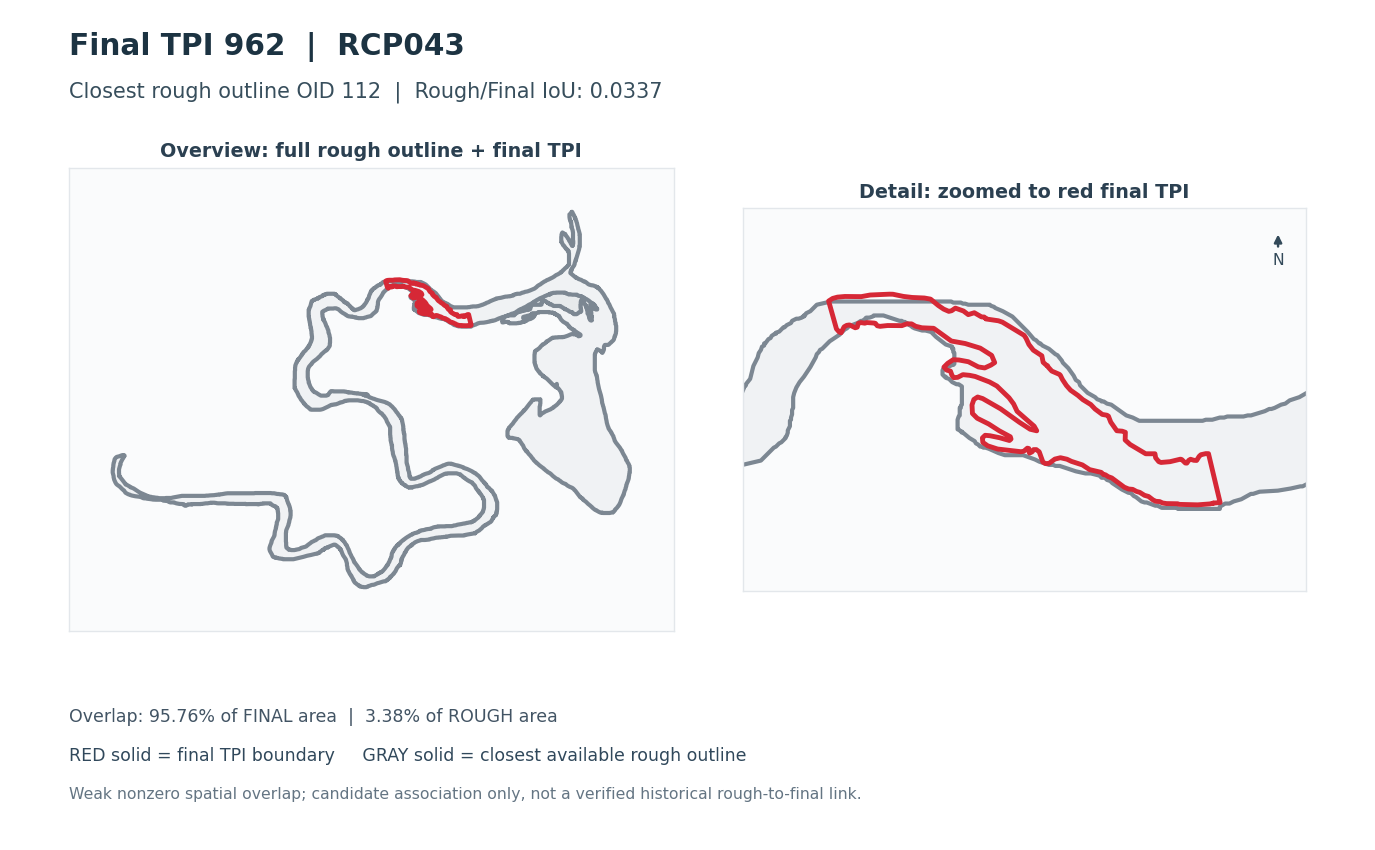 Final TPI 962  |  RCP043
Closest rough outline OID 112  |  Rough/Final IoU: 0.0337
Overview: full rough outline + final TPI
Detail: zoomed to red final TPI
N
Overlap: 95.76% of FINAL area  |  3.38% of ROUGH area
RED solid = final TPI boundary     GRAY solid = closest available rough outline
Weak nonzero spatial overlap; candidate association only, not a verified historical rough-to-final link.